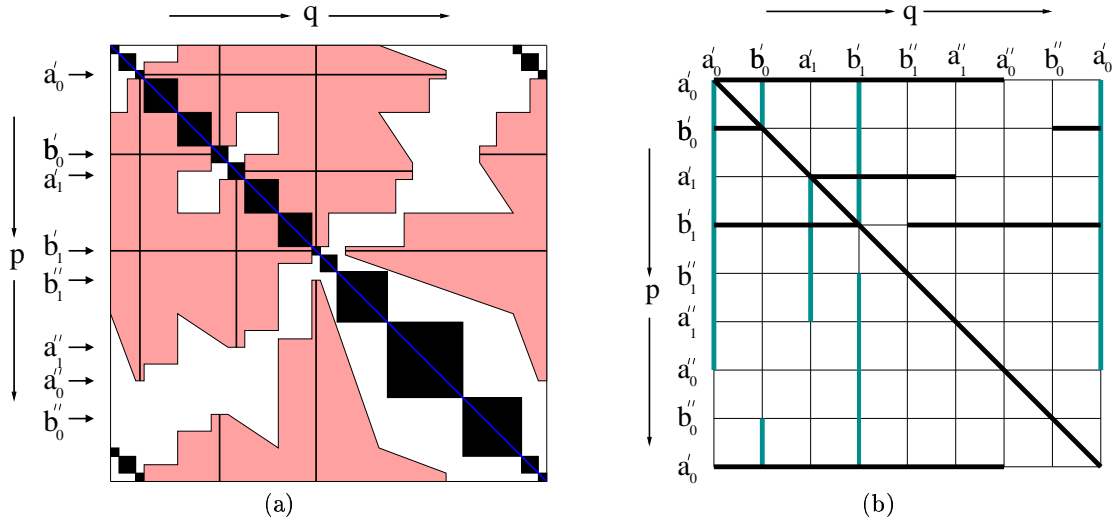 q
a′₀
b′₀
a′₁
b′₁
b″₁
a″₁
a″₀
b″₀
p
(a)
q
a′₀ b′₀ a′₁ b′₁ b″₁ a″₁ a″₀ b″₀ a′₀
a′₀
b′₀
a′₁
b′₁
b″₁
a″₁
a″₀
b″₀
a′₀
p
(b)